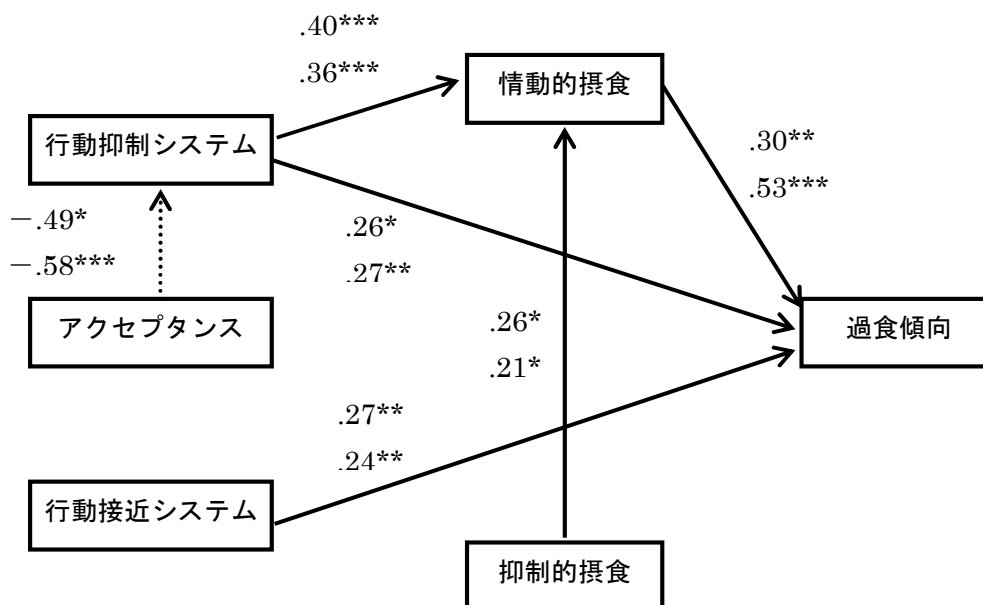 .40***
.36***
情動的摂食
行動抑制システム
.30**
.53***
－.49*
－.58***
.26*
.27**
アクセプタンス
.26*
.21*
過食傾向
.27**
.24**
行動接近システム
抑制的摂食